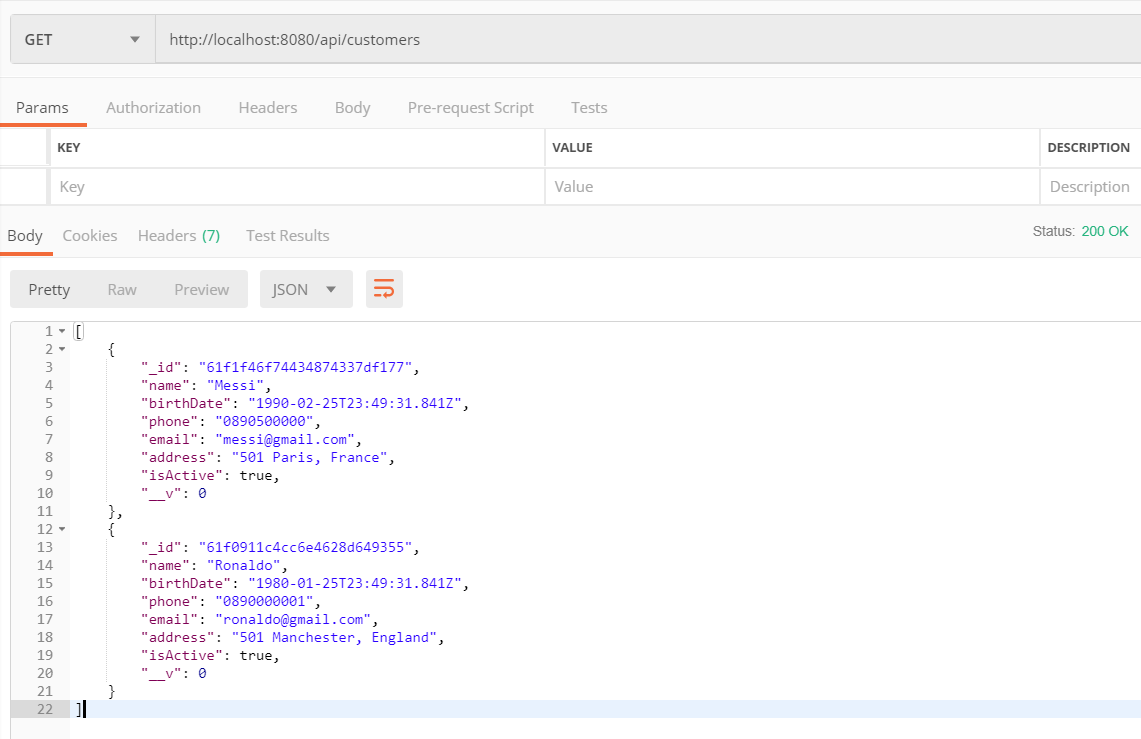 GET http://localhost:8080/api/customers
Params Authorization Headers Body Pre-request Script Tests
KEY VALUE DESCRIPTION
Key Value Description
Body Cookies Headers (7) Test Results Status: 200 OK
Pretty Raw Preview JSON
1 [
2 {
3 "_id": "61f1f46f74434874337df177",
4 "name": "Messi",
5 "birthDate": "1990-02-25T23:49:31.841Z",
6 "phone": "0890500000",
7 "email": "messi@gmail.com",
8 "address": "501 Paris, France",
9 "isActive": true,
10 "__v": 0
11 },
12 {
13 "_id": "61f0911c4cc6e4628d649355",
14 "name": "Ronaldo",
15 "birthDate": "1980-01-25T23:49:31.841Z",
16 "phone": "0890000001",
17 "email": "ronaldo@gmail.com",
18 "address": "501 Manchester, England",
19 "isActive": true,
20 "__v": 0
21 }
22 ]